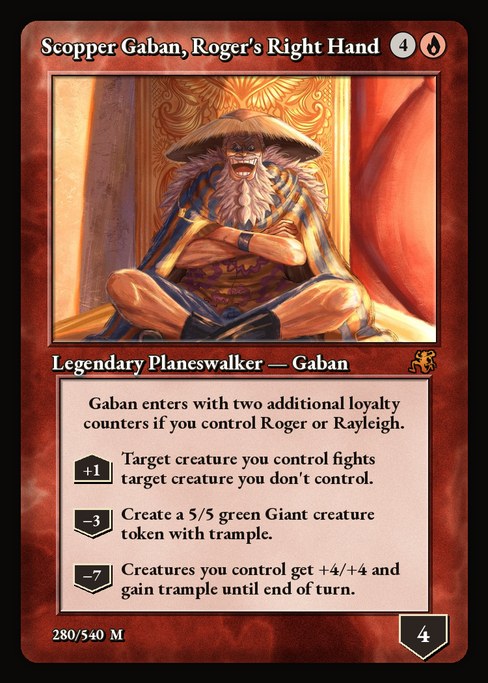 Scopper Gaban, Roger's Right Hand 4
Legendary Planeswalker — Gaban
Gaban enters with two additional loyalty
counters if you control Roger or Rayleigh.
+1 Target creature you control fights
target creature you don't control.
−3 Create a 5/5 green Giant creature
token with trample.
−7 Creatures you control get +4/+4 and
gain trample until end of turn.
280/540 M
4